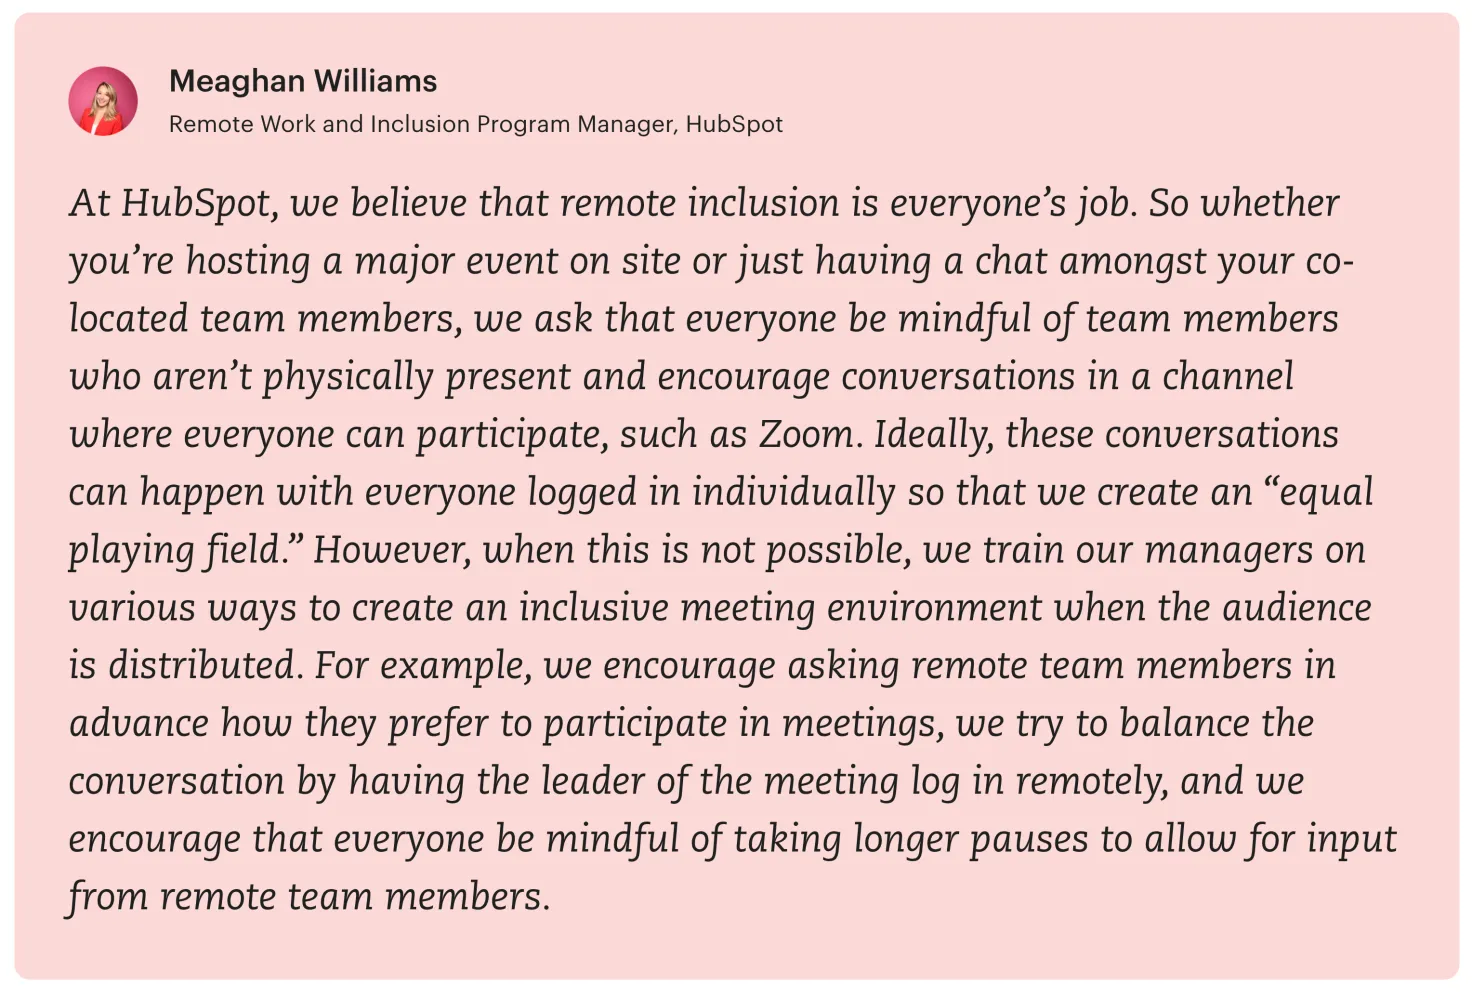 Meaghan Williams
Remote Work and Inclusion Program Manager, HubSpot
At HubSpot, we believe that remote inclusion is everyone’s job. So whether
you’re hosting a major event on site or just having a chat amongst your co-
located team members, we ask that everyone be mindful of team members
who aren’t physically present and encourage conversations in a channel
where everyone can participate, such as Zoom. Ideally, these conversations
can happen with everyone logged in individually so that we create an “equal
playing field.” However, when this is not possible, we train our managers on
various ways to create an inclusive meeting environment when the audience
is distributed. For example, we encourage asking remote team members in
advance how they prefer to participate in meetings, we try to balance the
conversation by having the leader of the meeting log in remotely, and we
encourage that everyone be mindful of taking longer pauses to allow for input
from remote team members.